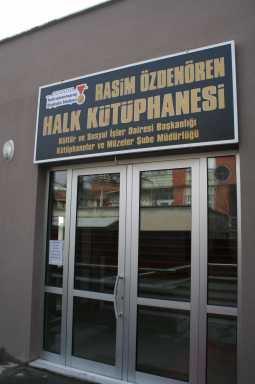 RASİM ÖZDENÖREN
HALK KÜTÜPHANESİ
Kültür ve Sosyal İşler Dairesi Başkanlığı
Kütüphaneler ve Müzeler Şube Müdürlüğü